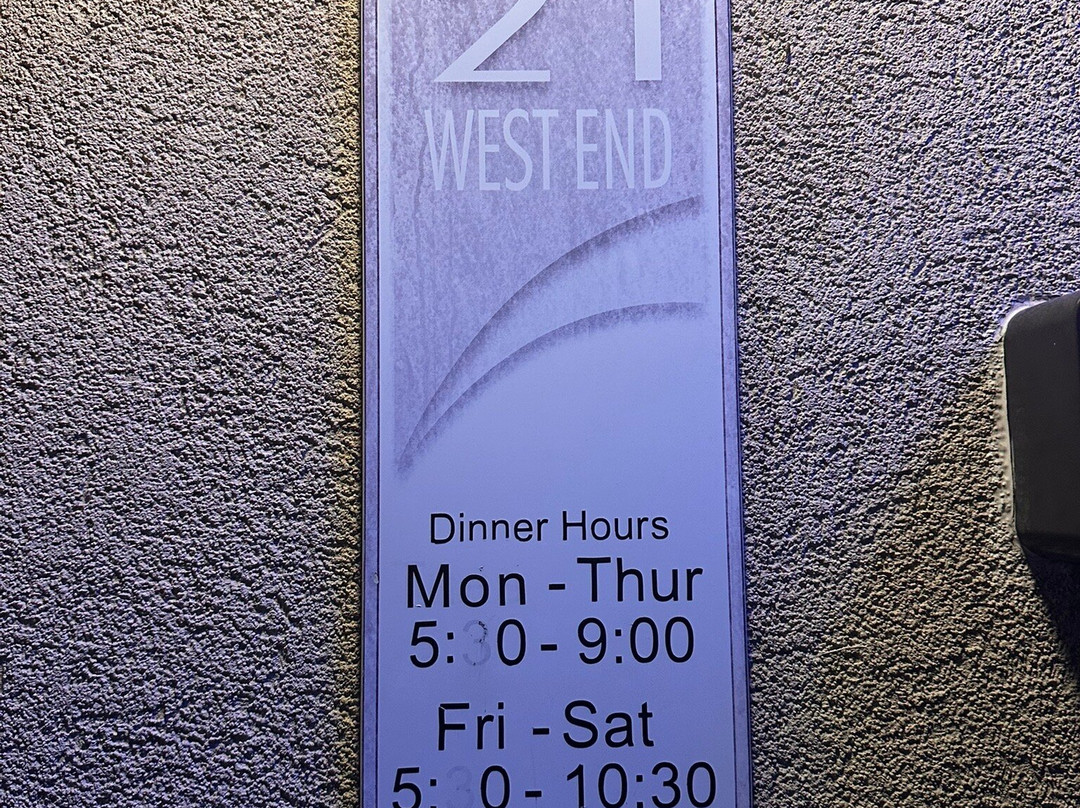 21
WEST END
Dinner Hours
Mon - Thur
5:30 - 9:00
Fri - Sat
5:30 - 10:30